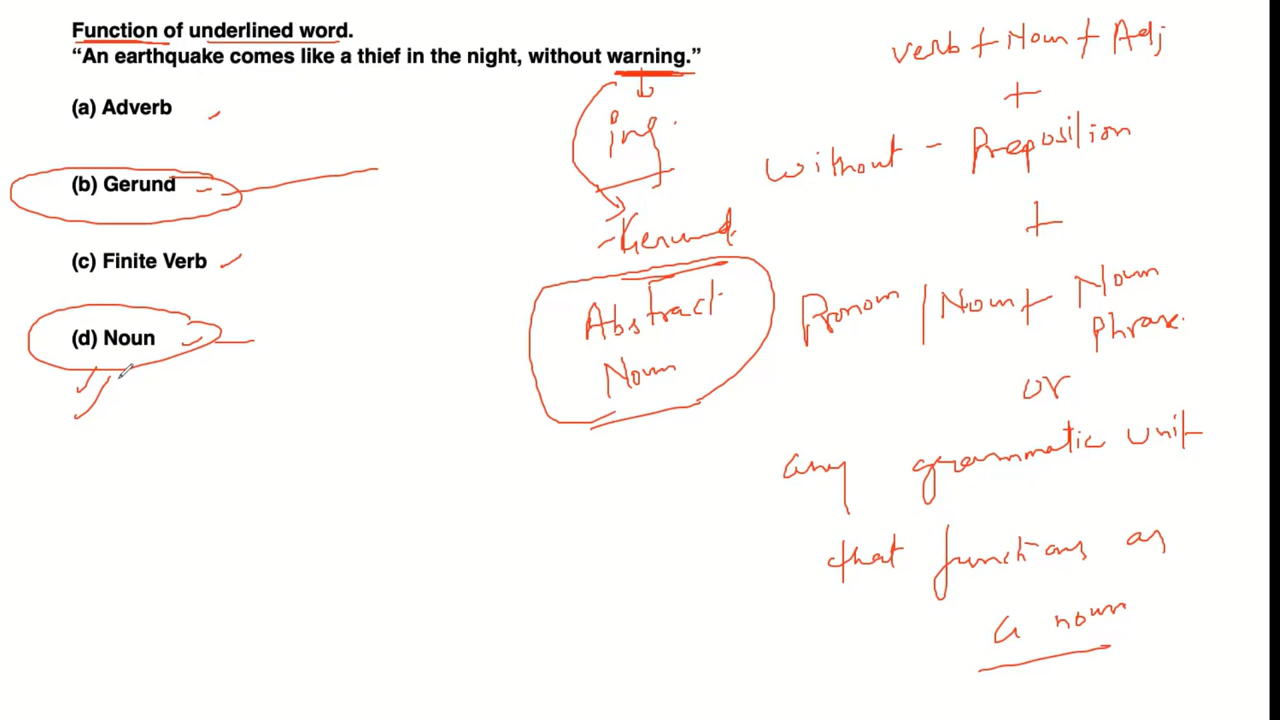 Function of underlined word.
“An earthquake comes like a thief in the night, without warning.”
(a) Adverb
(b) Gerund
(c) Finite Verb
(d) Noun
ing.
Gerund
Abstract
Noun
verb + Noun + Adj
+
without - Preposition
+
Pronoun / Noun + Noun
Phrase.
or
any grammatic unit
that functions as
a noun